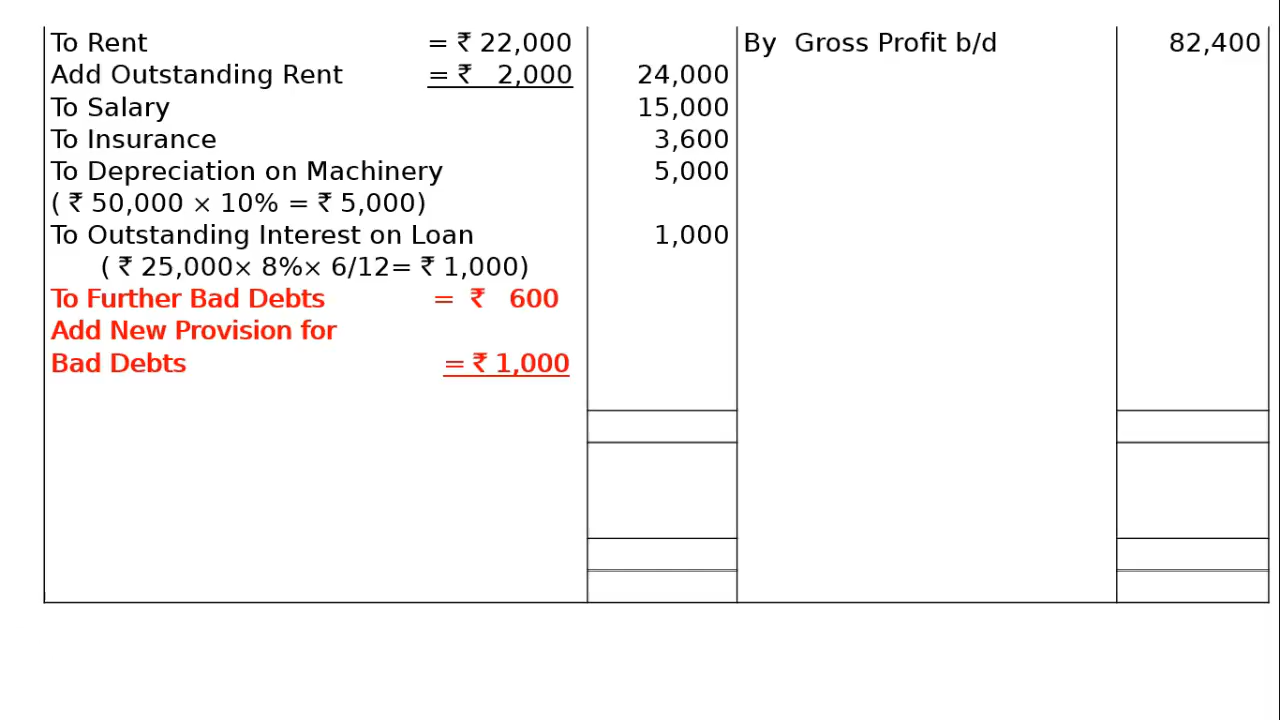 To Rent = ₹ 22,000 By Gross Profit b/d 82,400
Add Outstanding Rent = ₹ 2,000 24,000
To Salary 15,000
To Insurance 3,600
To Depreciation on Machinery 5,000
( ₹ 50,000 × 10% = ₹ 5,000)
To Outstanding Interest on Loan 1,000
( ₹ 25,000× 8%× 6/12= ₹ 1,000)
To Further Bad Debts = ₹ 600
Add New Provision for
Bad Debts = ₹ 1,000